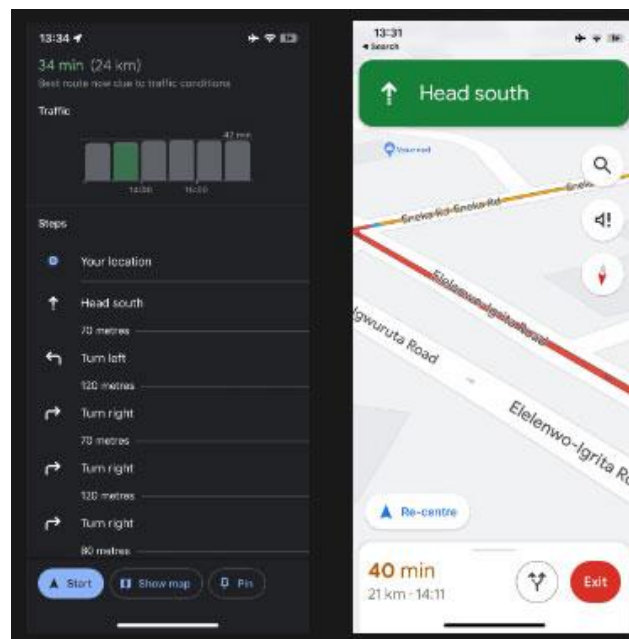 13:34
34 min (24 km)
Best route now due to traffic conditions
Traffic
42 min
14:00 16:00
Steps
Your location
Head south
70 metres
Turn left
120 metres
Turn right
70 metres
Turn right
120 metres
Turn right
80 metres
Start Show map Pin
13:31
Search
Head south
Eneka Rd Eneka Rd
Elelenwo-Igrita Road
Igwuruta Road
Elelenwo-Igrita
Re-centre
40 min
21 km · 14:11
Exit